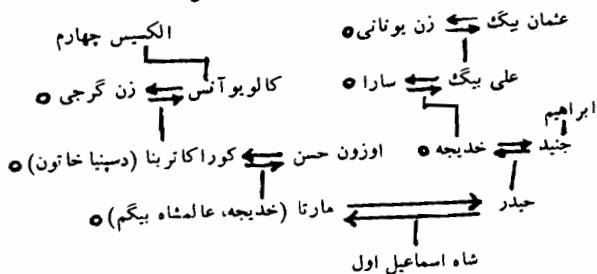 عثمان بیگ زن یونانی
الکسیس چهارم
علی بیگ سارا کالویوآنس زن گرجی
ابراهیم
جنید خدیجه اوزون حسن کوراکاترینا (دسپنیا خاتون)
حیدر مارتا (خدیجه، عالمشاه بیگم)
شاه اسماعیل اول